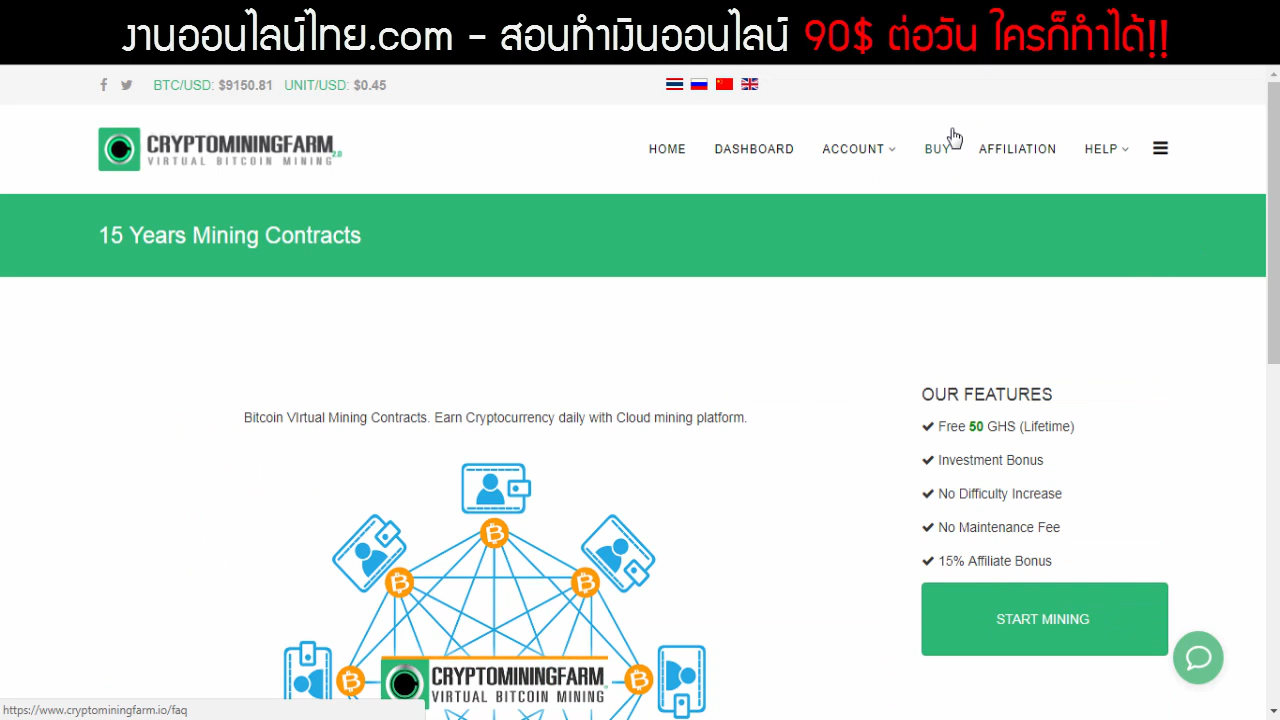 งานออนไลน์ไทย.com - สอนทำเงินออนไลน์ 90$ ต่อวัน ใครก็ทำได้!!
BTC/USD: $9150.81 UNIT/USD: $0.45
CRYPTOMININGFARM 2.0
VIRTUAL BITCOIN MINING
HOME DASHBOARD ACCOUNT BUY AFFILIATION HELP
15 Years Mining Contracts
OUR FEATURES
Bitcoin VIrtual Mining Contracts. Earn Cryptocurrency daily with Cloud mining platform.
Free 50 GHS (Lifetime)
Investment Bonus
No Difficulty Increase
No Maintenance Fee
15% Affiliate Bonus
START MINING
CRYPTOMININGFARM
VIRTUAL BITCOIN MINING
https://www.cryptominingfarm.io/faq